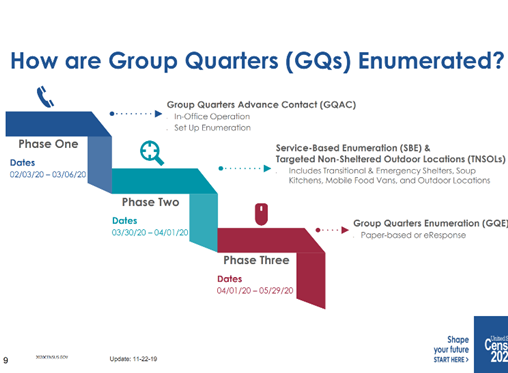 How are Group Quarters (GQs) Enumerated?
Group Quarters Advance Contact (GQAC)
In-Office Operation
Set Up Enumeration
Phase One
Dates
02/03/20 – 03/06/20
Service-Based Enumeration (SBE) &
Targeted Non-Sheltered Outdoor Locations (TNSOLs)
Includes Transitional & Emergency Shelters, Soup
Kitchens, Mobile Food Vans, and Outdoor Locations
Phase Two
Dates
03/30/20 – 04/01/20
Group Quarters Enumeration (GQE)
Paper-based or eResponse
Phase Three
Dates
04/01/20 – 05/29/20
9
Update: 11-22-19
Shape
your future
START HERE >
Cens
202